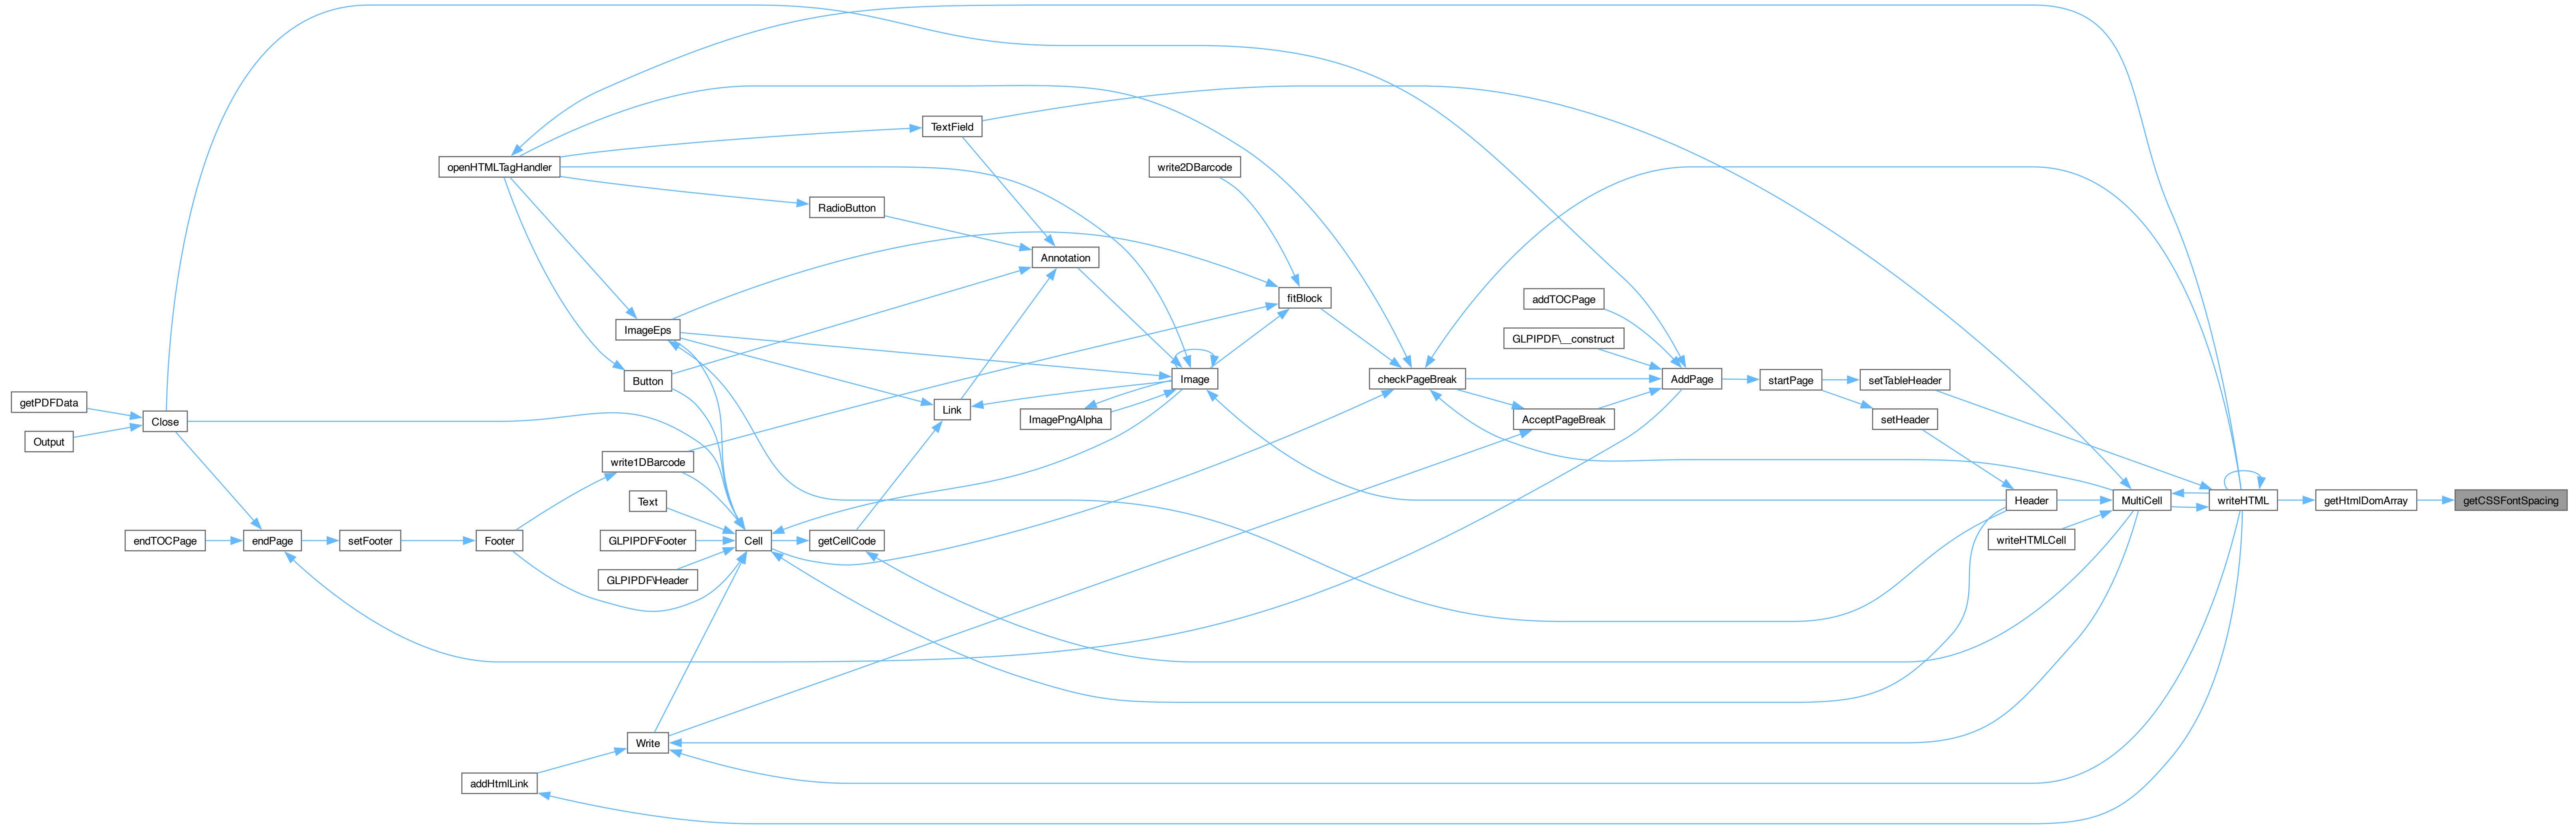 TextField
openHTMLTagHandler
write2DBarcode
RadioButton
Annotation
fitBlock
addTOCPage
ImageEps
GLPIPDF\__construct
Button
Image
checkPageBreak
AddPage
startPage
setTableHeader
getPDFData
Close
Link
ImagePngAlpha
AcceptPageBreak
setHeader
Output
write1DBarcode
Text
Header
MultiCell
writeHTML
getHtmlDomArray
getCSSFontSpacing
endTOCPage
endPage
setFooter
Footer
GLPIPDF\Footer
Cell
getCellCode
writeHTMLCell
GLPIPDF\Header
Write
addHtmlLink